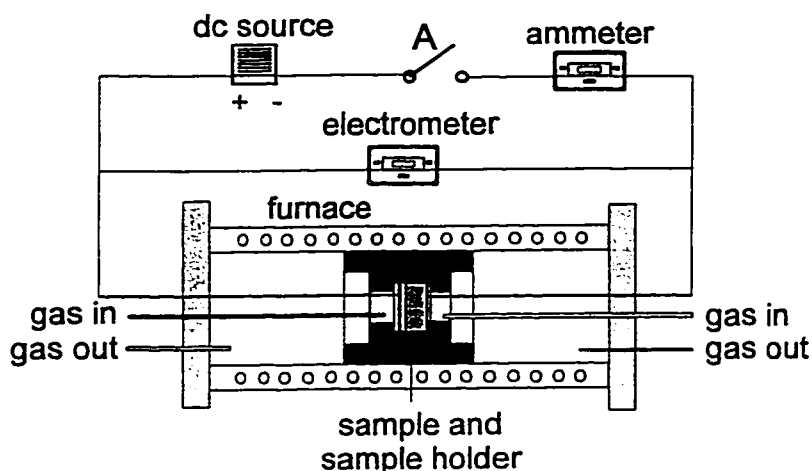 dc source
A
ammeter
+ -
electrometer
furnace
gas in
gas out
gas in
gas out
sample and
sample holder